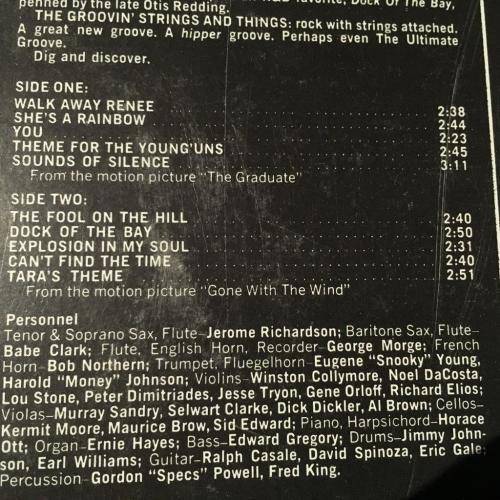 penned by the late Otis Redding. favorite, Dock Of The Bay,
THE GROOVIN' STRINGS AND THINGS: rock with strings attached.
A great new groove. A hipper groove. Perhaps even The Ultimate
Groove.
Dig and discover.
SIDE ONE:
WALK AWAY RENEE 2:38
SHE'S A RAINBOW 2:44
YOU 2:23
THEME FOR THE YOUNG'UNS 2:45
SOUNDS OF SILENCE 3:11
From the motion picture "The Graduate"
SIDE TWO:
THE FOOL ON THE HILL 2:40
DOCK OF THE BAY 2:50
EXPLOSION IN MY SOUL 2:31
CAN'T FIND THE TIME 2:40
TARA'S THEME 2:51
From the motion picture "Gone With The Wind"
Personnel
Tenor & Soprano Sax, Flute–Jerome Richardson; Baritone Sax, Flute–
Babe Clark; Flute, English Horn, Recorder–George Morge; French
Horn–Bob Northern; Trumpet, Fluegelhorn–Eugene "Snooky" Young,
Harold "Money" Johnson; Violins–Winston Collymore, Noel DaCosta,
Lou Stone, Peter Dimitriades, Jesse Tryon, Gene Orloff, Richard Elios;
Violas–Murray Sandry, Selwart Clarke, Dick Dickler, Al Brown; Cellos–
Kermit Moore, Maurice Brow, Sid Edward; Piano, Harpsichord–Horace
Ott; Organ–Ernie Hayes; Bass–Edward Gregory; Drums–Jimmy John-
son, Earl Williams; Guitar–Ralph Casale, David Spinoza, Eric Gale;
Percussion–Gordon "Specs" Powell, Fred King.